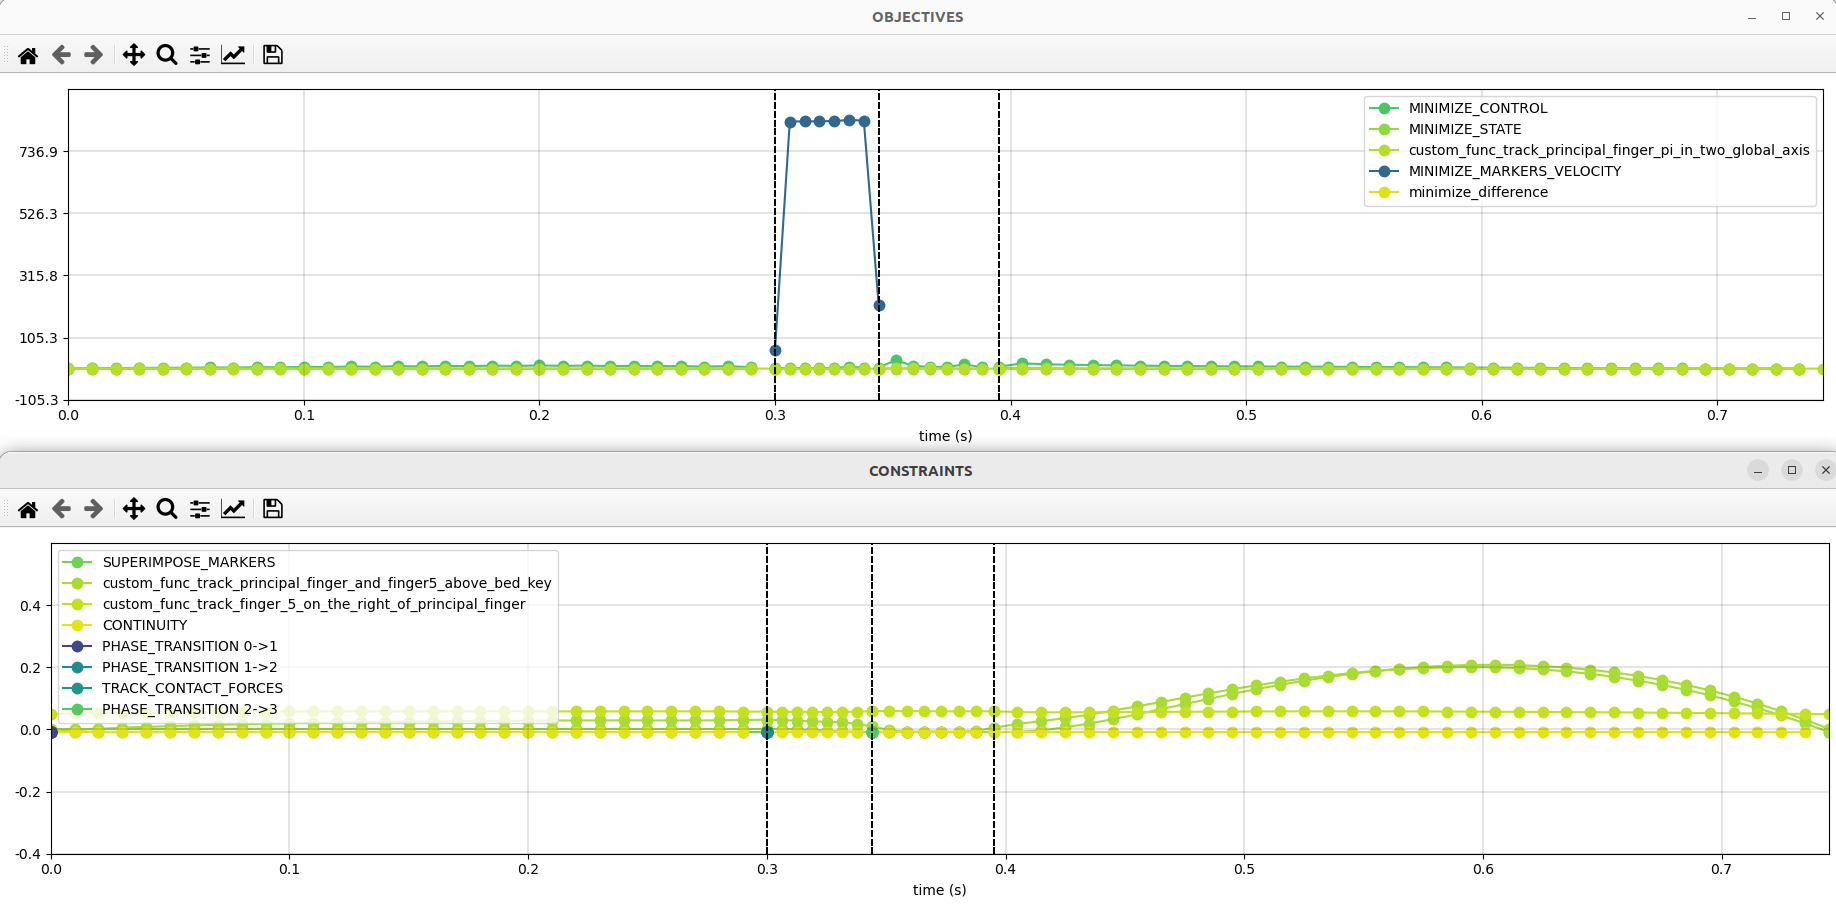 OBJECTIVES
736.9
526.3
315.8
105.3
-105.3
MINIMIZE_CONTROL
MINIMIZE_STATE
custom_func_track_principal_finger_pi_in_two_global_axis
MINIMIZE_MARKERS_VELOCITY
minimize_difference
0.0 0.1 0.2 0.3 0.4 0.5 0.6 0.7
time (s)
CONSTRAINTS
SUPERIMPOSE_MARKERS
custom_func_track_principal_finger_and_finger5_above_bed_key
custom_func_track_finger_5_on_the_right_of_principal_finger
CONTINUITY
PHASE_TRANSITION 0->1
PHASE_TRANSITION 1->2
TRACK_CONTACT_FORCES
PHASE_TRANSITION 2->3
0.4
0.2
0.0
-0.2
-0.4
0.0 0.1 0.2 0.3 0.4 0.5 0.6 0.7
time (s)